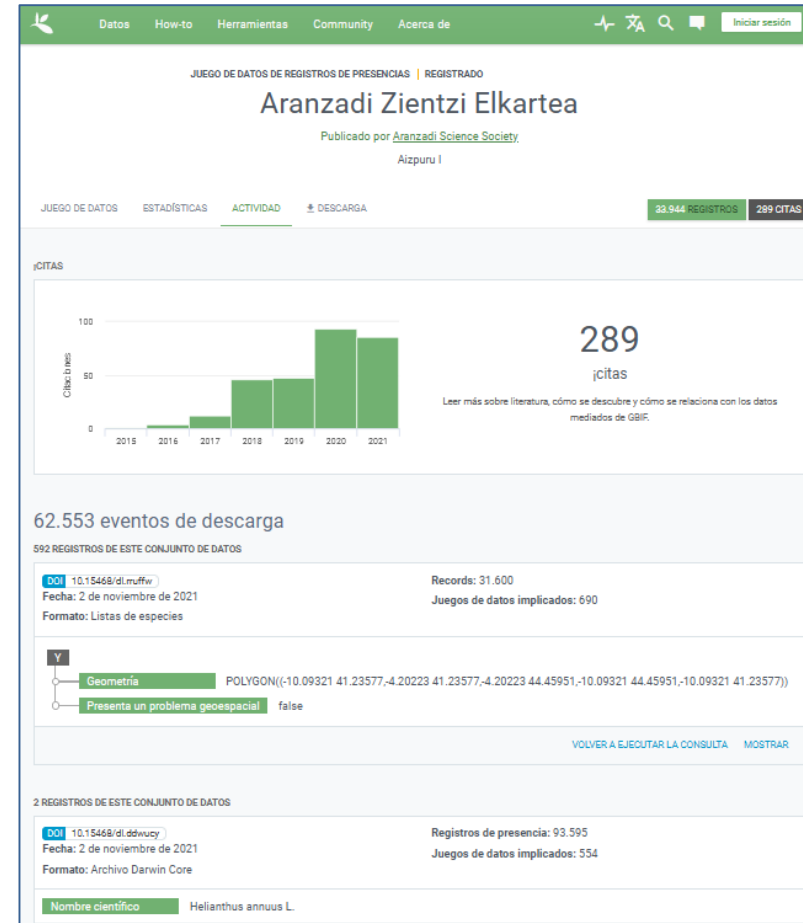 Datos How-to Herramientas Community Acerca de Iniciar sesión
JUEGO DE DATOS DE REGISTROS DE PRESENCIAS | REGISTRADO
Aranzadi Zientzi Elkartea
Publicado por Aranzadi Science Society
Aizpuru I
JUEGO DE DATOS ESTADÍSTICAS ACTIVIDAD DESCARGA 33.944 REGISTROS 289 CITAS
¡CITAS
100
50
0
Citaciones
2015 2016 2017 2018 2019 2020 2021
289
¡citas
Leer más sobre literatura, cómo se descubre y cómo se relaciona con los datos
mediados de GBIF.
62.553 eventos de descarga
592 REGISTROS DE ESTE CONJUNTO DE DATOS
DOI 10.15468/dl.rruffw Records: 31.600
Fecha: 2 de noviembre de 2021 Juegos de datos implicados: 690
Formato: Listas de especies
Y
Geometría POLYGON((-10.09321 41.23577,-4.20223 41.23577,-4.20223 44.45951,-10.09321 44.45951,-10.09321 41.23577))
Presenta un problema geoespacial false
VOLVER A EJECUTAR LA CONSULTA MOSTRAR
2 REGISTROS DE ESTE CONJUNTO DE DATOS
DOI 10.15468/dl.ddwucy Registros de presencia: 93.595
Fecha: 2 de noviembre de 2021 Juegos de datos implicados: 554
Formato: Archivo Darwin Core
Nombre científico Helianthus annuus L.